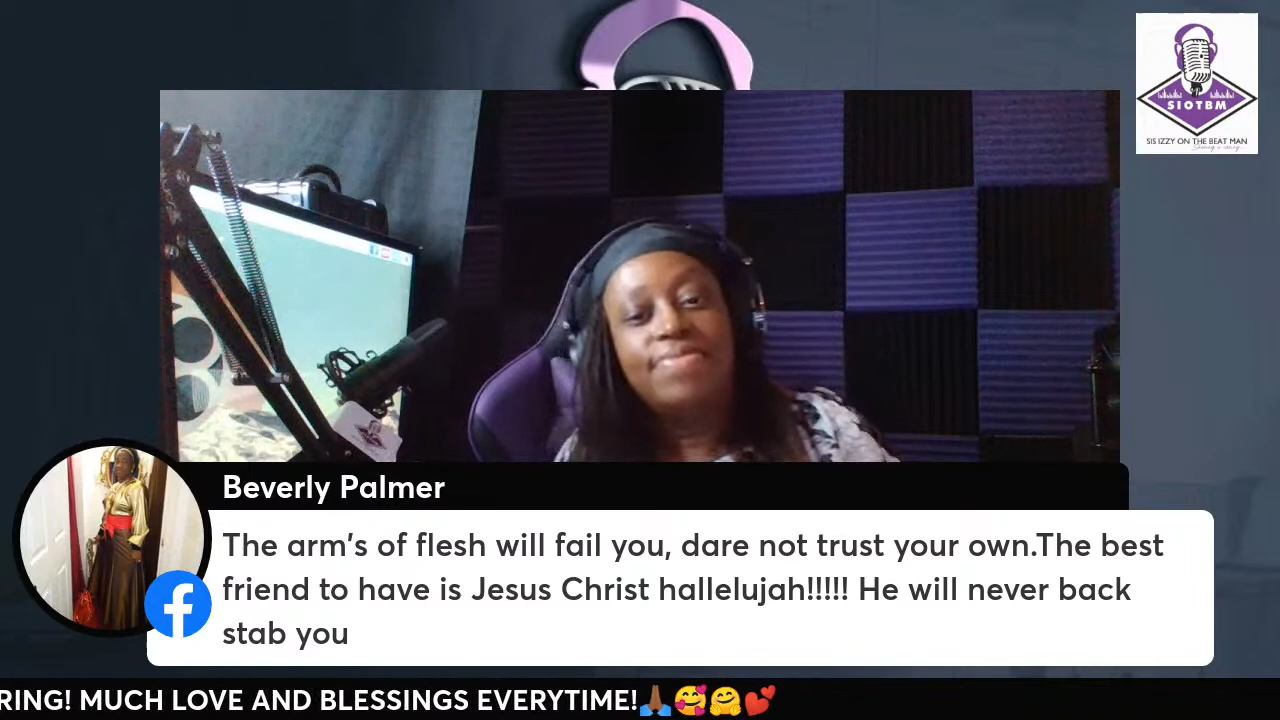 SIOTBM
SIS IZZY ON THE BEAT MAN
Beverly Palmer
The arm's of flesh will fail you, dare not trust your own.The best
friend to have is Jesus Christ hallelujah!!!!! He will never back
stab you
RING! MUCH LOVE AND BLESSINGS EVERYTIME!🙏🏾🥰🤗💕